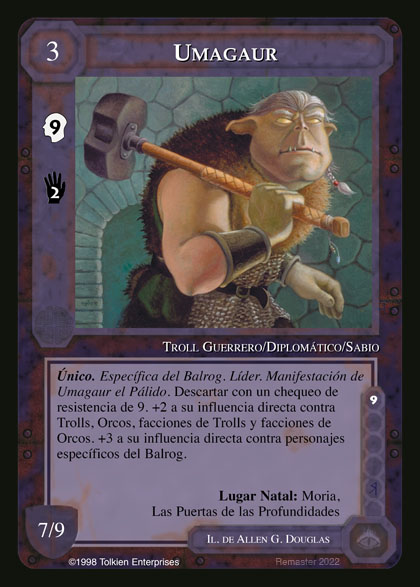 3
UMAGAUR
9
2
TROLL GUERRERO/DIPLOMÁTICO/SABIO
Único. Específica del Balrog. Líder. Manifestación de
Umagaur el Pálido. Descartar con un chequeo de
resistencia de 9. +2 a su influencia directa contra
Trolls, Orcos, facciones de Trolls y facciones de
Orcos. +3 a su influencia directa contra personajes
específicos del Balrog.
9
Lugar Natal: Moria,
Las Puertas de las Profundidades
7/9
IL. DE ALLEN G. DOUGLAS
©1998 Tolkien Enterprises
Remaster 2022